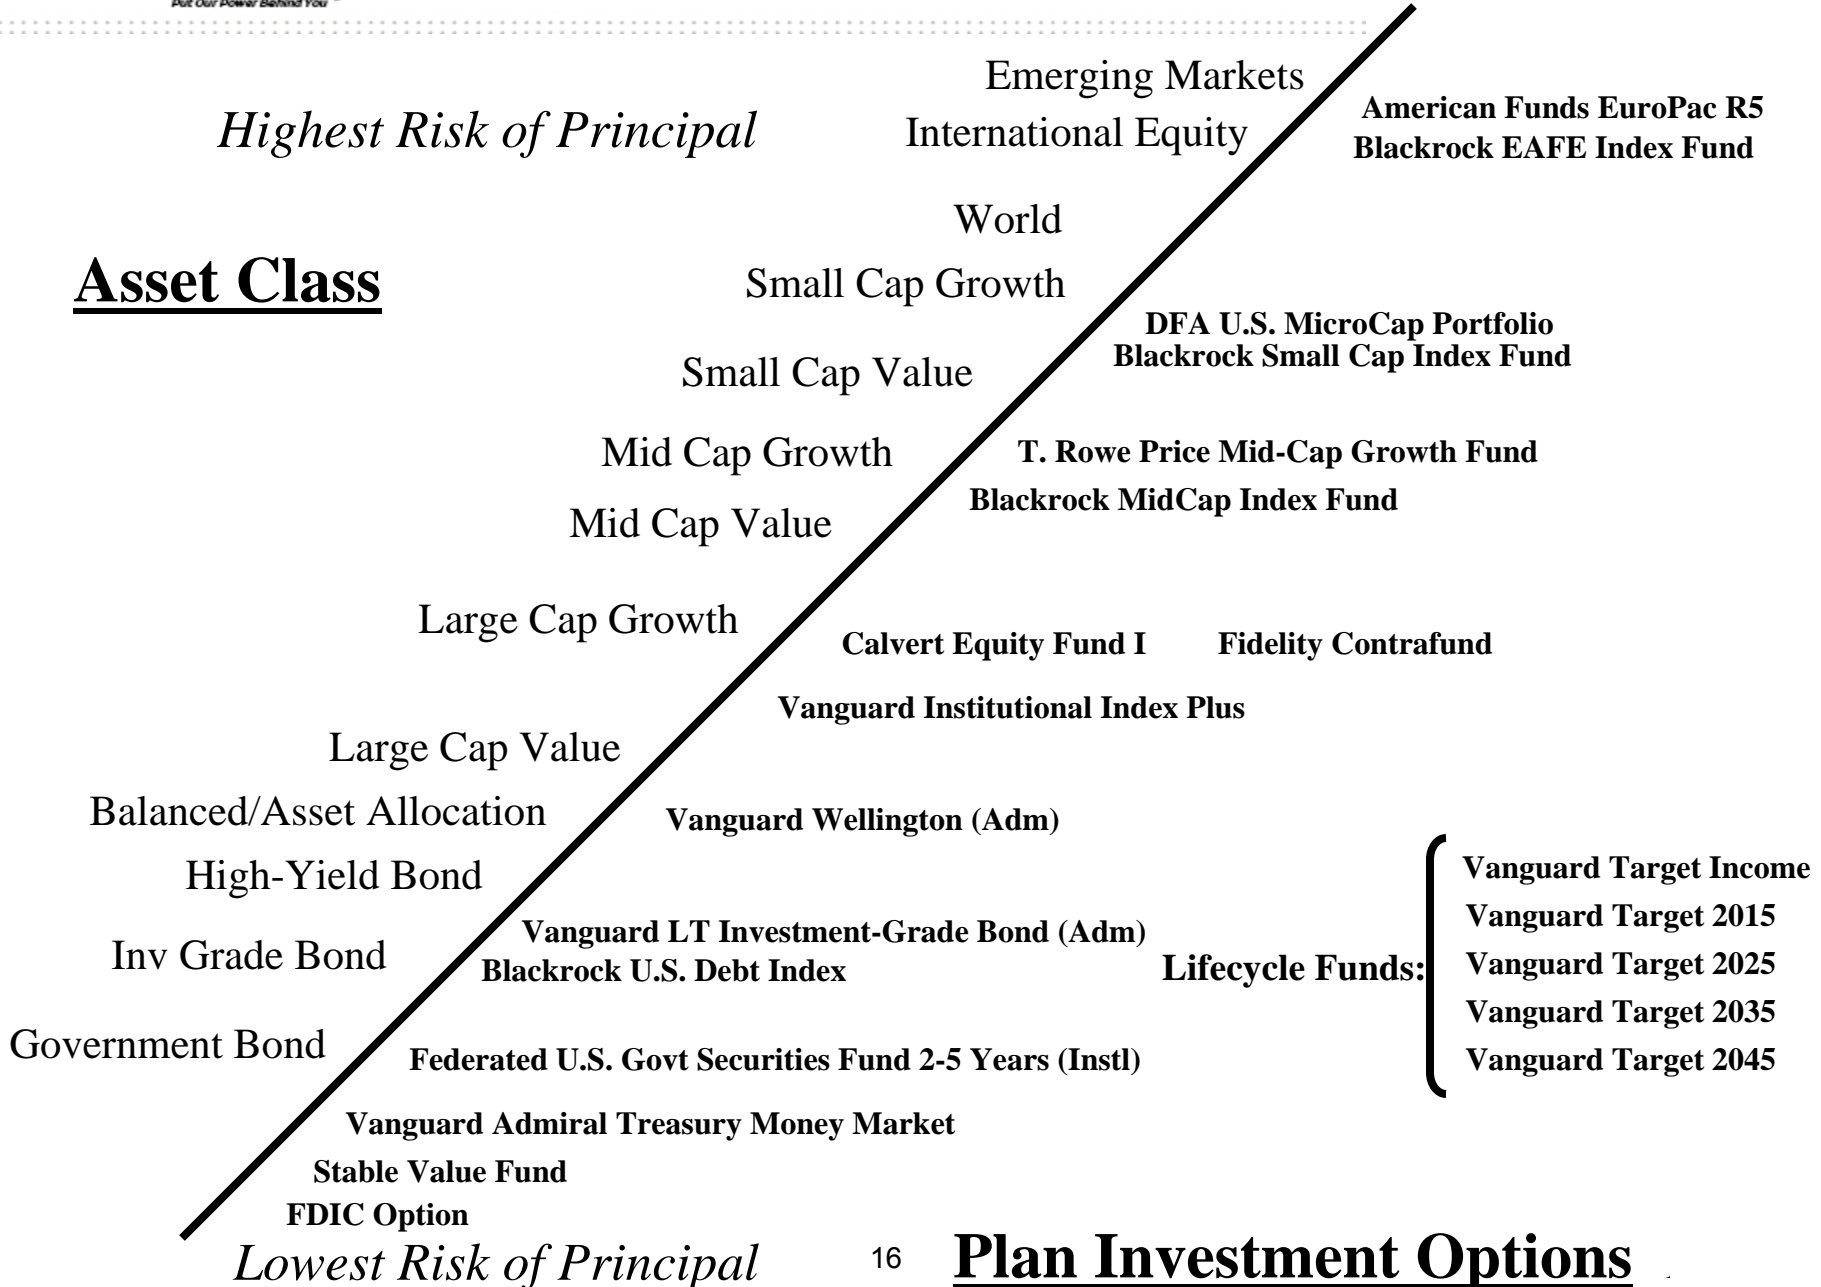 Put Our Power Behind You
Emerging Markets
American Funds EuroPac R5
Highest Risk of Principal
International Equity
Blackrock EAFE Index Fund
World
Asset Class
Small Cap Growth
DFA U.S. MicroCap Portfolio
Blackrock Small Cap Index Fund
Small Cap Value
Mid Cap Growth
T. Rowe Price Mid-Cap Growth Fund
Blackrock MidCap Index Fund
Mid Cap Value
Large Cap Growth
Calvert Equity Fund I
Fidelity Contrafund
Vanguard Institutional Index Plus
Large Cap Value
Balanced/Asset Allocation
Vanguard Wellington (Adm)
High-Yield Bond
Vanguard LT Investment-Grade Bond (Adm)
Inv Grade Bond
Blackrock U.S. Debt Index
Lifecycle Funds:
Vanguard Target Income
Vanguard Target 2015
Vanguard Target 2025
Vanguard Target 2035
Vanguard Target 2045
Government Bond
Federated U.S. Govt Securities Fund 2-5 Years (Instl)
Vanguard Admiral Treasury Money Market
Stable Value Fund
FDIC Option
Lowest Risk of Principal
16
Plan Investment Options